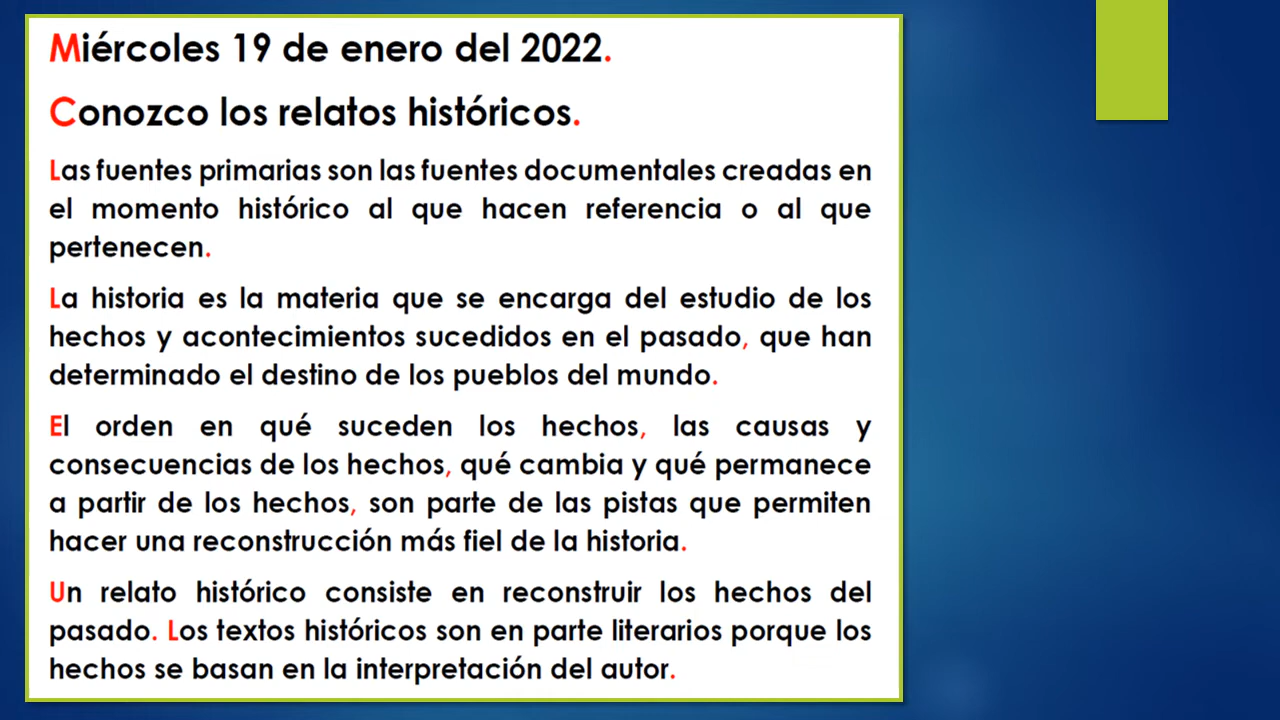 Miércoles 19 de enero del 2022.
Conozco los relatos históricos.
Las fuentes primarias son las fuentes documentales creadas en
el momento histórico al que hacen referencia o al que
pertenecen.
La historia es la materia que se encarga del estudio de los
hechos y acontecimientos sucedidos en el pasado, que han
determinado el destino de los pueblos del mundo.
El orden en qué suceden los hechos, las causas y
consecuencias de los hechos, qué cambia y qué permanece
a partir de los hechos, son parte de las pistas que permiten
hacer una reconstrucción más fiel de la historia.
Un relato histórico consiste en reconstruir los hechos del
pasado. Los textos históricos son en parte literarios porque los
hechos se basan en la interpretación del autor.